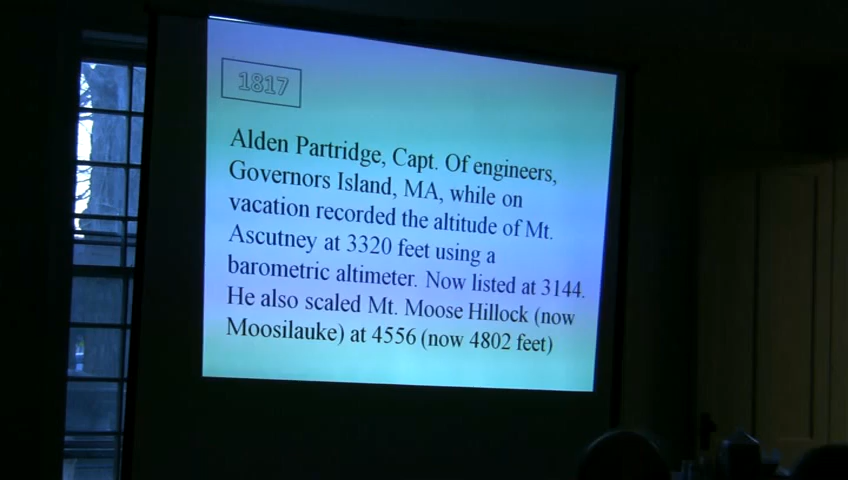 1817
Alden Partridge, Capt. Of engineers,
Governors Island, MA, while on
vacation recorded the altitude of Mt.
Ascutney at 3320 feet using a
barometric altimeter. Now listed at 3144.
He also scaled Mt. Moose Hillock (now
Moosilauke) at 4556 (now 4802 feet)